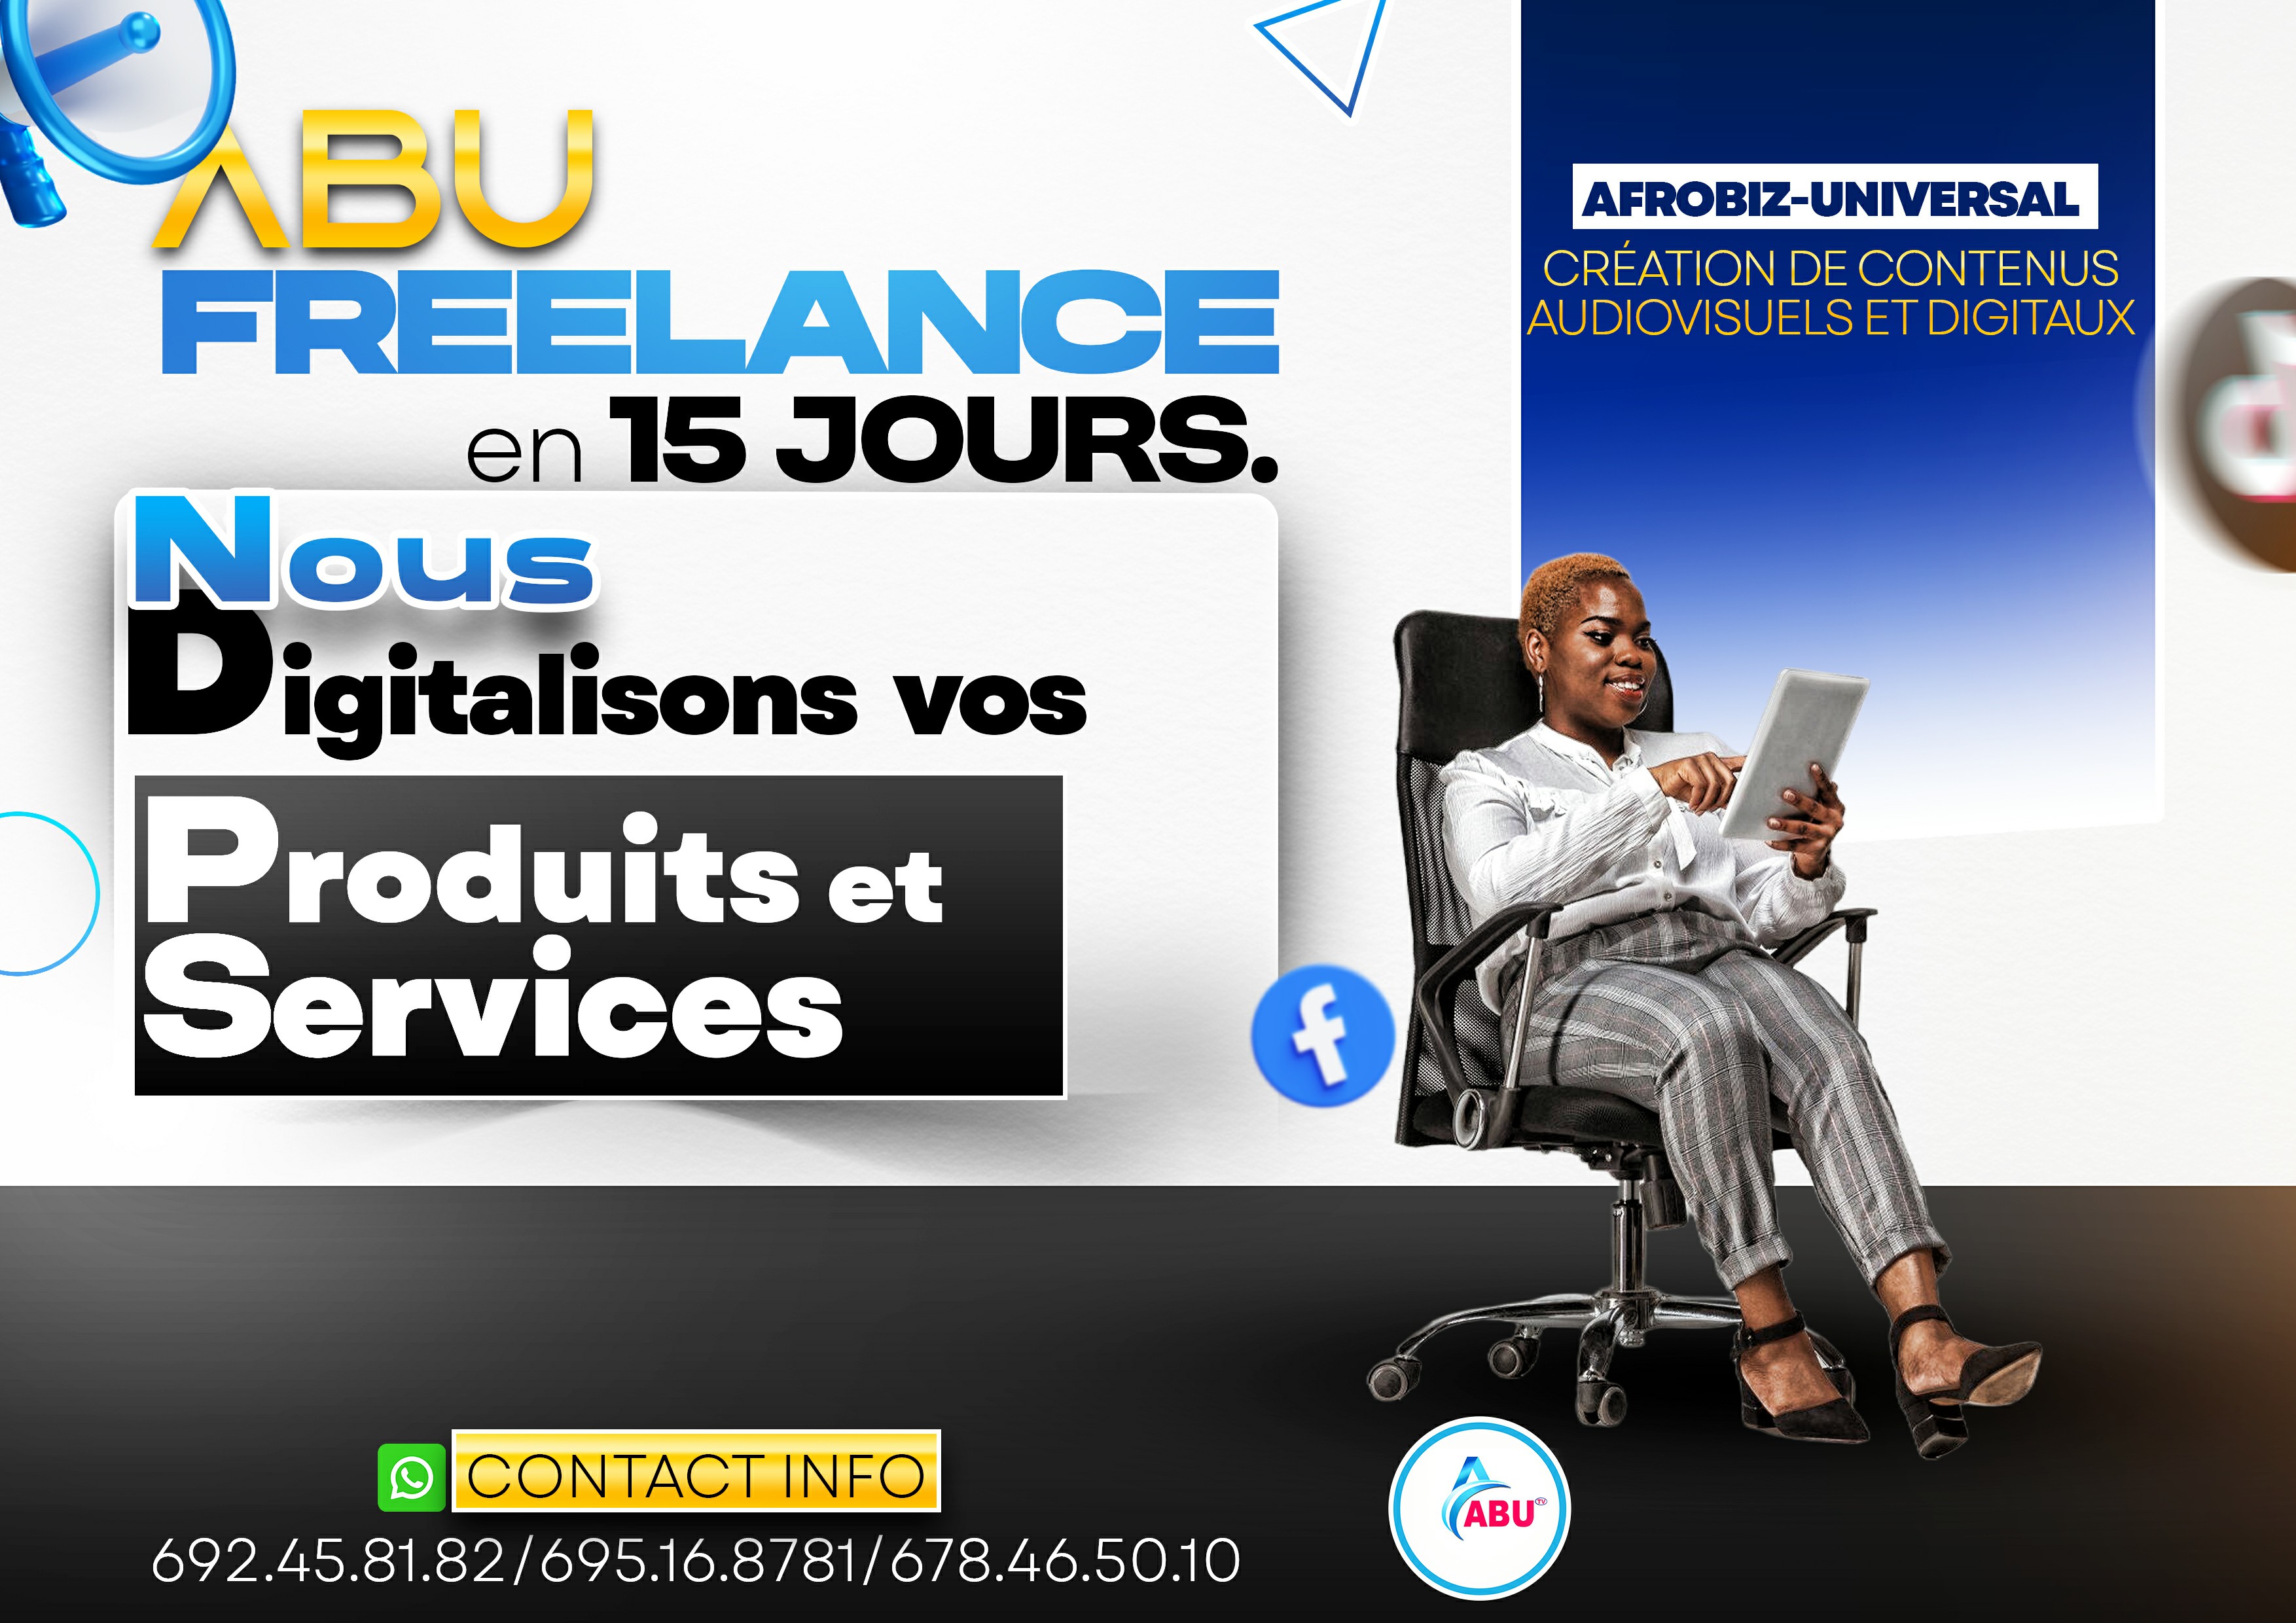 ABU
FREELANCE
en 15 JOURS.
Nous
Digitalisons vos
Produits et
Services
AFROBIZ-UNIVERSAL
CRÉATION DE CONTENUS
AUDIOVISUELS ET DIGITAUX
CONTACT INFO
692.45.81.82/695.16.8781/678.46.50.10
ABU TV